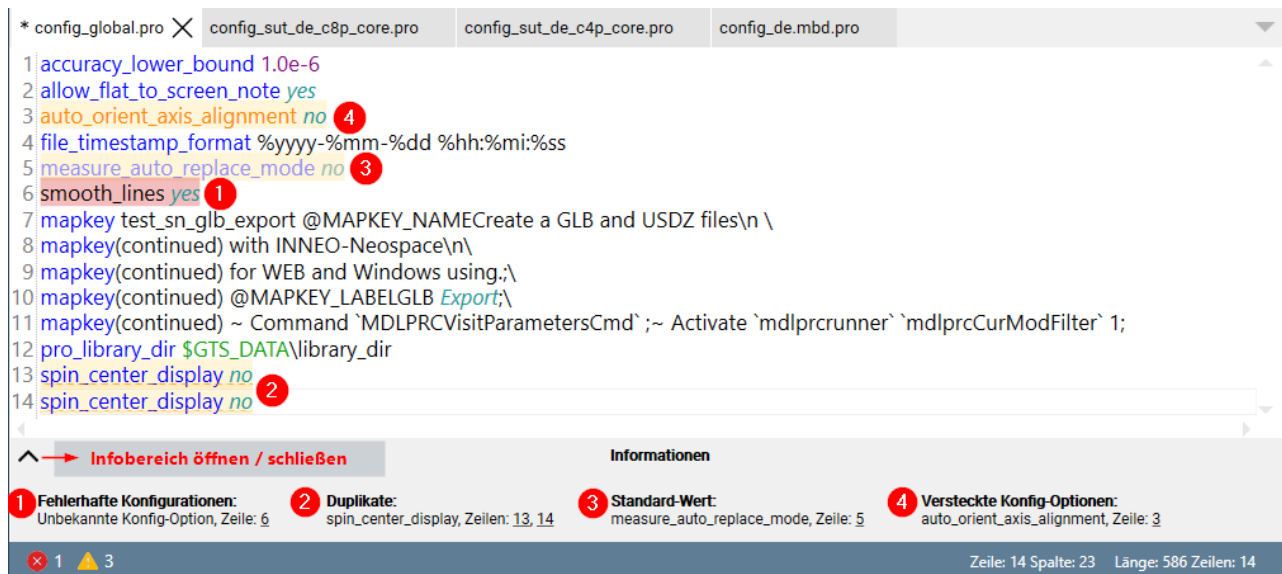 * config_global.pro config_sut_de_c8p_core.pro config_sut_de_c4p_core.pro config_de.mbd.pro
1 accuracy_lower_bound 1.0e-6
2 allow_flat_to_screen_note yes
3 auto_orient_axis_alignment no 4
4 file_timestamp_format %yyyy-%mm-%dd %hh:%mi:%ss
5 measure_auto_replace_mode no 3
6 smooth_lines yes 1
7 mapkey test_sn_glb_export @MAPKEY_NAMECreate a GLB and USDZ files\n \
8 mapkey(continued) with INNEO-Neospace\n\
9 mapkey(continued) for WEB and Windows using.;\
10 mapkey(continued) @MAPKEY_LABELGLB Export;\
11 mapkey(continued) ~ Command `MDLPRCVisitParametersCmd` ;~ Activate `mdlprcrunner` `mdlprcCurModFilter` 1;
12 pro_library_dir $GTS_DATA\library_dir
13 spin_center_display no
2
14 spin_center_display no
Infobereich öffnen / schließen Informationen
1 Fehlerhafte Konfigurationen:
Unbekannte Konfig-Option, Zeile: 6
2 Duplikate:
spin_center_display, Zeilen: 13, 14
3 Standard-Wert:
measure_auto_replace_mode, Zeile: 5
4 Versteckte Konfig-Optionen:
auto_orient_axis_alignment, Zeile: 3
1 3 Zeile: 14 Spalte: 23 Länge: 586 Zeilen: 14